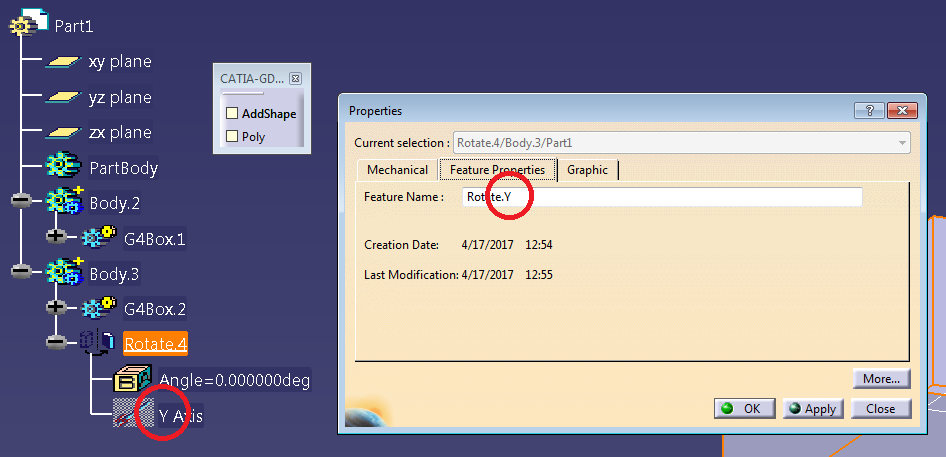 Part1
xy plane
yz plane
zx plane
PartBody
Body.2
G4Box.1
Body.3
G4Box.2
Rotate.4
Angle=0.000000deg
Y Axis
CATIA-GD...
AddShape
Poly
Properties
Current selection : Rotate.4/Body.3/Part1
Mechanical Feature Properties Graphic
Feature Name : Rotate.Y
Creation Date: 4/17/2017 12:54
Last Modification: 4/17/2017 12:55
More...
OK Apply Close